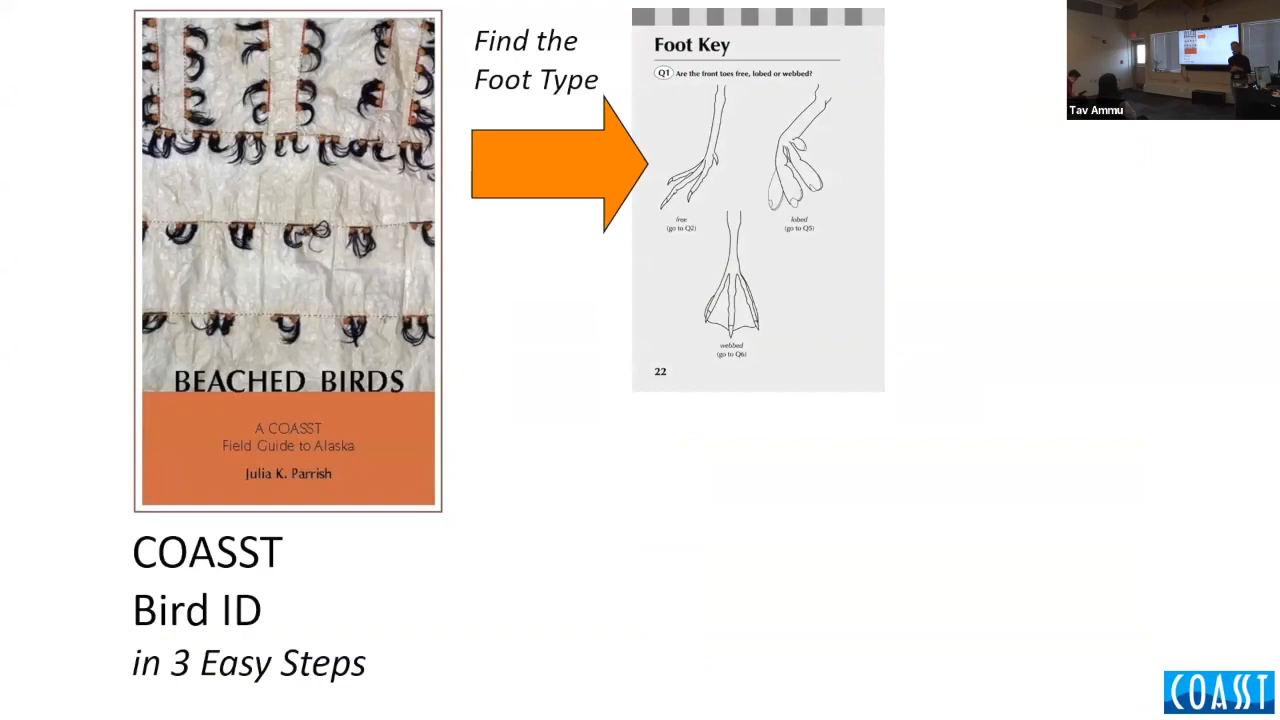 BEACHED BIRDS
A COASST
Field Guide to Alaska
Julia K. Parrish
COASST
Bird ID
in 3 Easy Steps
Find the
Foot Type
Foot Key
Q1 Are the front toes free, lobed or webbed?
free
(go to Q2)
lobed
(go to Q5)
webbed
(go to Q6)
22
Tav Ammu
COASST